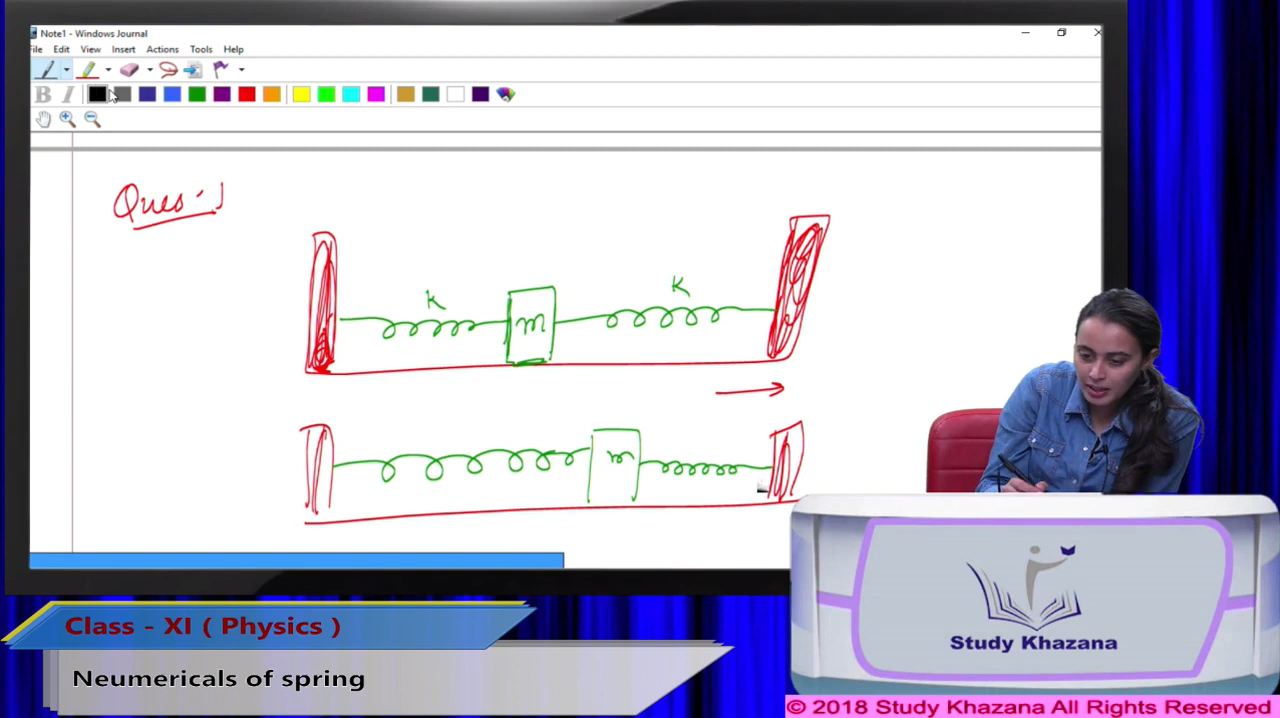 Note1 - Windows Journal
File Edit View Insert Actions Tools Help
B I
Ques - 1
K
K
m
m
Class - XI ( Physics )
Neumericals of spring
Study Khazana
© 2018 Study Khazana All Rights Reserved